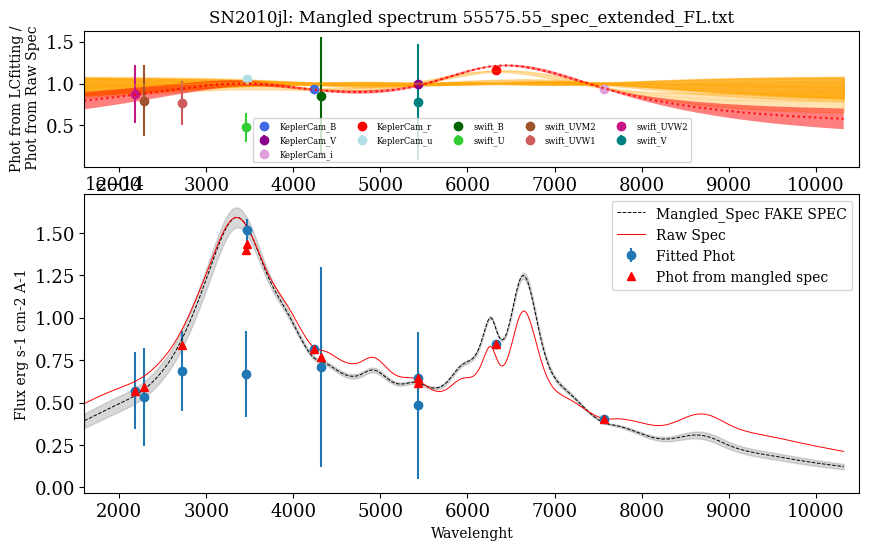 SN2010jl: Mangled spectrum 55575.55_spec_extended_FL.txt
Phot from LCfitting /
Phot from Raw Spec
1.5
1.0
0.5
KeplerCam_B KeplerCam_r swift_B swift_UVM2 swift_UVW2
KeplerCam_V KeplerCam_u swift_U swift_UVW1 swift_V
KeplerCam_i
2000 3000 4000 5000 6000 7000 8000 9000 10000
1e−14
Flux erg s-1 cm-2 A-1
1.50
1.25
1.00
0.75
0.50
0.25
0.00
Mangled_Spec FAKE SPEC
Raw Spec
Fitted Phot
Phot from mangled spec
2000 3000 4000 5000 6000 7000 8000 9000 10000
Wavelenght